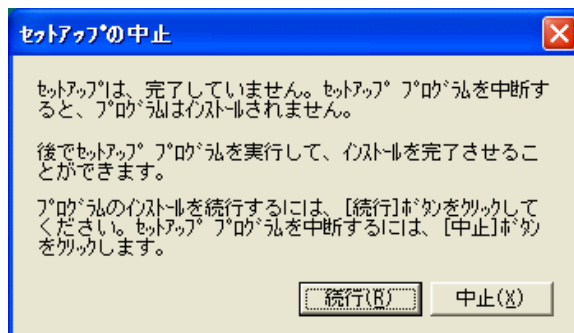 ｾｯﾄｱｯﾌﾟの中止
ｾｯﾄｱｯﾌﾟは、完了していません。ｾｯﾄｱｯﾌﾟ ﾌﾟﾛｸﾞﾗﾑを中断す
ると、ﾌﾟﾛｸﾞﾗﾑはｲﾝｽﾄｰﾙされません。
後でｾｯﾄｱｯﾌﾟ ﾌﾟﾛｸﾞﾗﾑを実行して、ｲﾝｽﾄｰﾙを完了させるこ
とができます。
ﾌﾟﾛｸﾞﾗﾑのｲﾝｽﾄｰﾙを続行するには、[続行]ﾎﾞﾀﾝをｸﾘｯｸして
ください。ｾｯﾄｱｯﾌﾟ ﾌﾟﾛｸﾞﾗﾑを中断するには、[中止]ﾎﾞﾀﾝ
をｸﾘｯｸします。
続行(R) 中止(X)